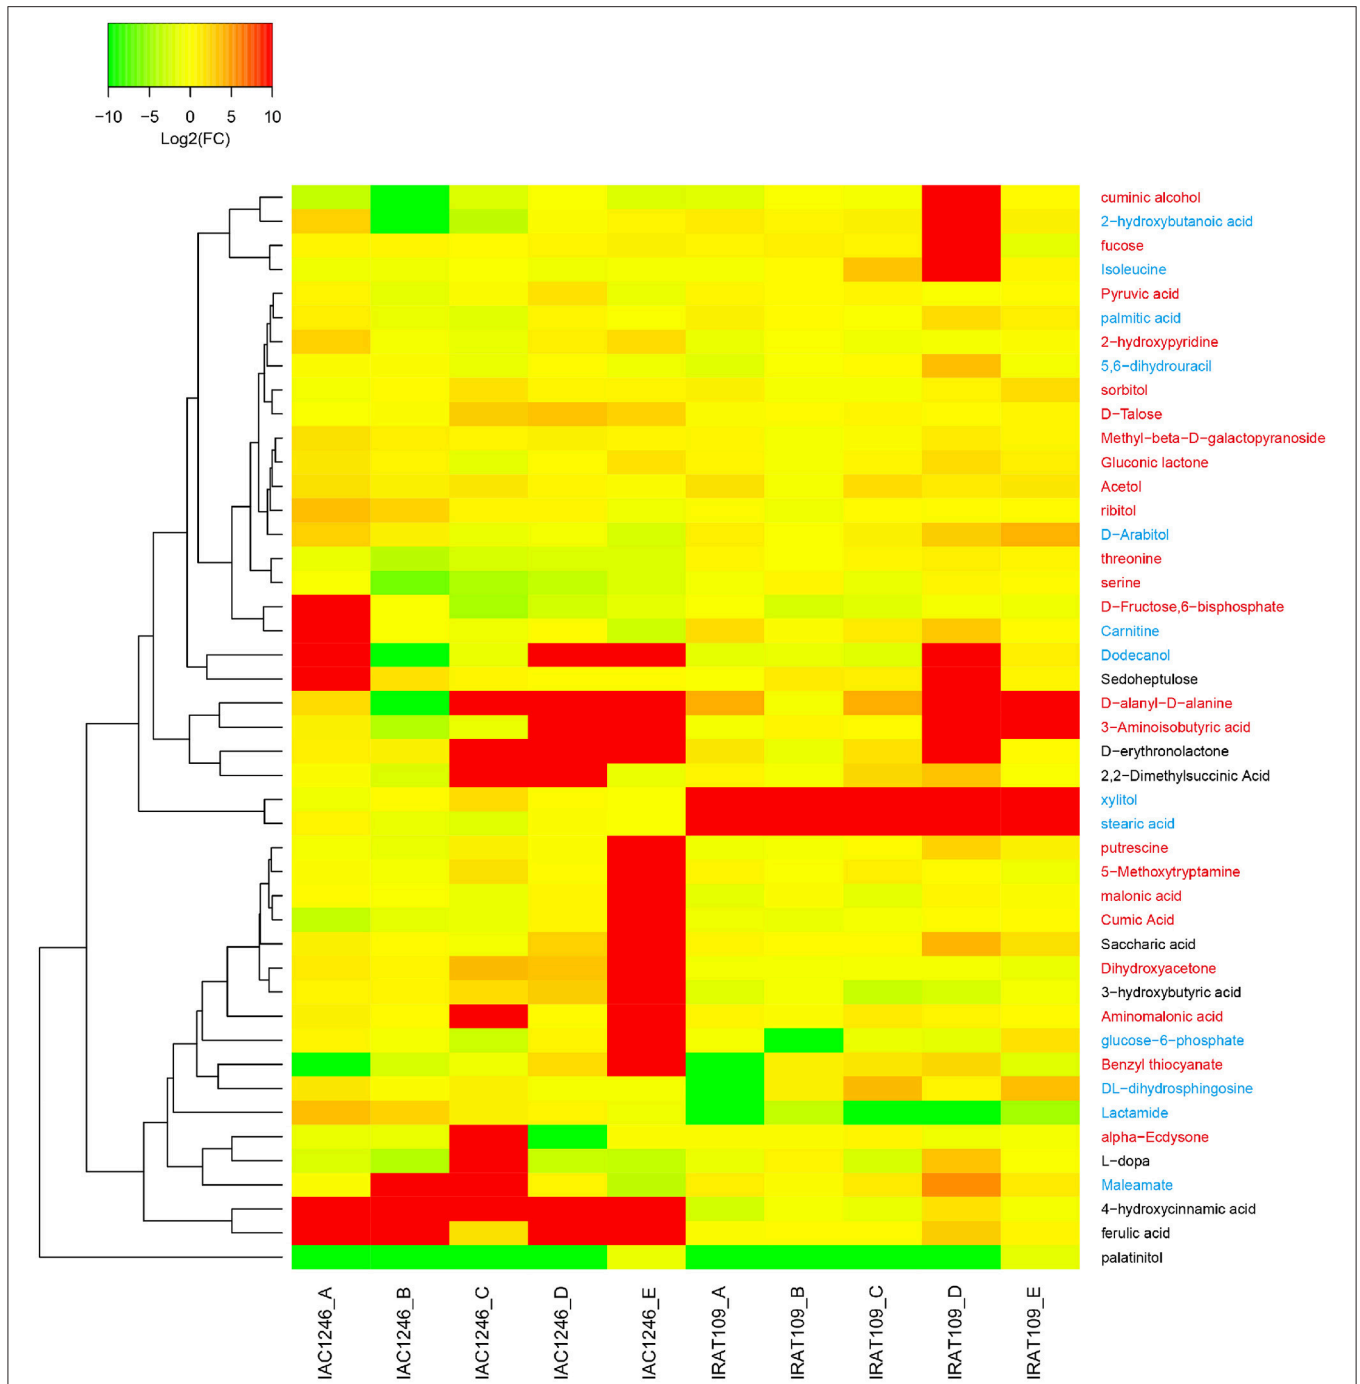 −10 −5 0 5 10
Log2(FC)
cuminic alcohol
2−hydroxybutanoic acid
fucose
Isoleucine
Pyruvic acid
palmitic acid
2−hydroxypyridine
5,6−dihydrouracil
sorbitol
D−Talose
Methyl−beta−D−galactopyranoside
Gluconic lactone
Acetol
ribitol
D−Arabitol
threonine
serine
D−Fructose,6−bisphosphate
Carnitine
Dodecanol
Sedoheptulose
D−alanyl−D−alanine
3−Aminoisobutyric acid
D−erythronolactone
2,2−Dimethylsuccinic Acid
xylitol
stearic acid
putrescine
5−Methoxytryptamine
malonic acid
Cumic Acid
Saccharic acid
Dihydroxyacetone
3−hydroxybutyric acid
Aminomalonic acid
glucose−6−phosphate
Benzyl thiocyanate
DL−dihydrosphingosine
Lactamide
alpha−Ecdysone
L−dopa
Maleamate
4−hydroxycinnamic acid
ferulic acid
palatinitol
IAC1246_A
IAC1246_B
IAC1246_C
IAC1246_D
IAC1246_E
IRAT109_A
IRAT109_B
IRAT109_C
IRAT109_D
IRAT109_E